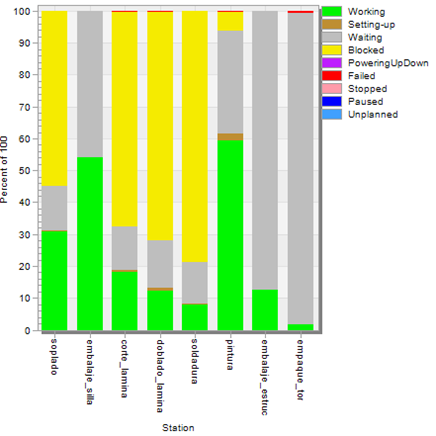 100
90
80
70
60
50
40
30
20
10
0
Percent of 100
soplado
embalaje_silla
corte_lamina
doblado_lamina
soldadura
pintura
embalaje_estruc
empaque_tor
Station
Working
Setting-up
Waiting
Blocked
PoweringUpDown
Failed
Stopped
Paused
Unplanned